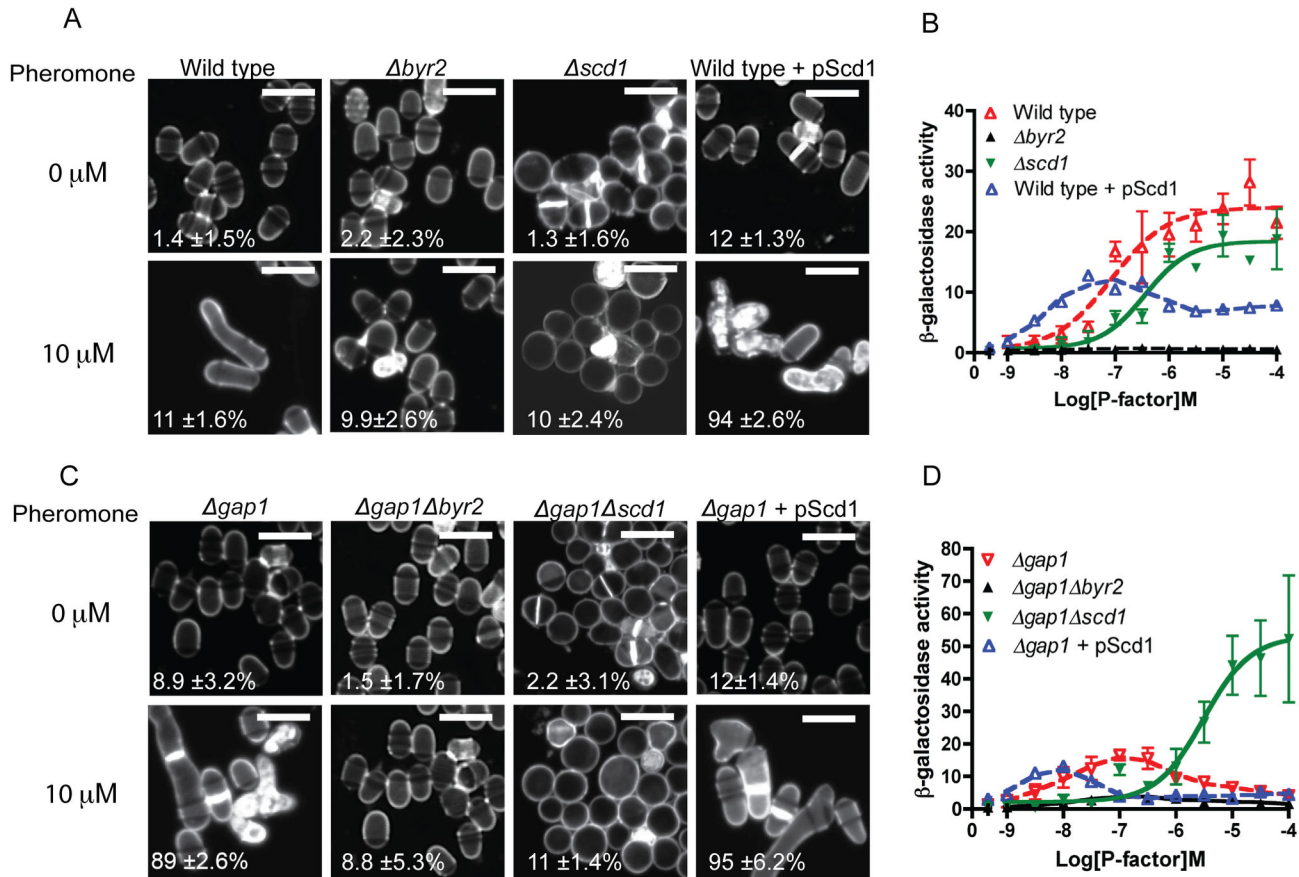 A
Pheromone
Wild type
Δbyr2
Δscd1
Wild type + pScd1
0 μM
1.4 ±1.5%
2.2 ±2.3%
1.3 ±1.6%
12 ±1.3%
10 μM
11 ±1.6%
9.9±2.6%
10 ±2.4%
94 ±2.6%
B
β-galactosidase activity
40
30
20
10
0
0 -9 -8 -7 -6 -5 -4
Log[P-factor]M
Wild type
Δbyr2
Δscd1
Wild type + pScd1
C
Pheromone
Δgap1
Δgap1Δbyr2
Δgap1Δscd1
Δgap1 + pScd1
0 μM
8.9 ±3.2%
1.5 ±1.7%
2.2 ±3.1%
12±1.4%
10 μM
89 ±2.6%
8.8 ±5.3%
11 ±1.4%
95 ±6.2%
D
β-galactosidase activity
80
70
60
50
40
30
20
10
0
0 -9 -8 -7 -6 -5 -4
Log[P-factor]M
Δgap1
Δgap1Δbyr2
Δgap1Δscd1
Δgap1 + pScd1